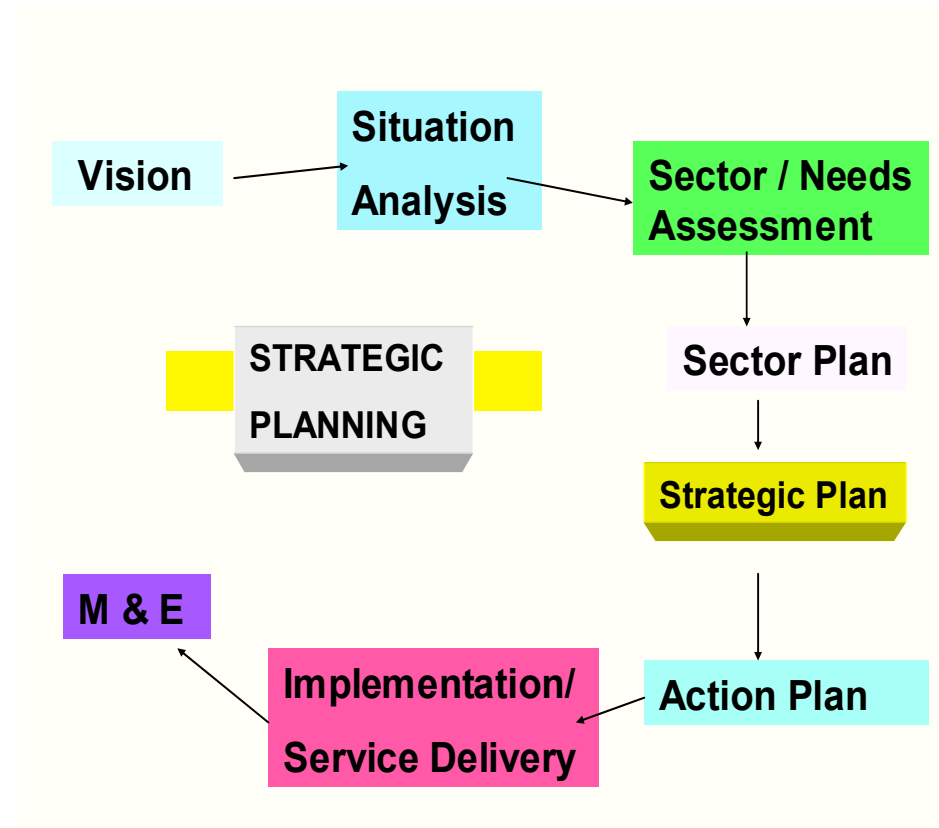 Vision
Situation
Analysis
Sector / Needs
Assessment
STRATEGIC
PLANNING
Sector Plan
Strategic Plan
M & E
Implementation/
Service Delivery
Action Plan